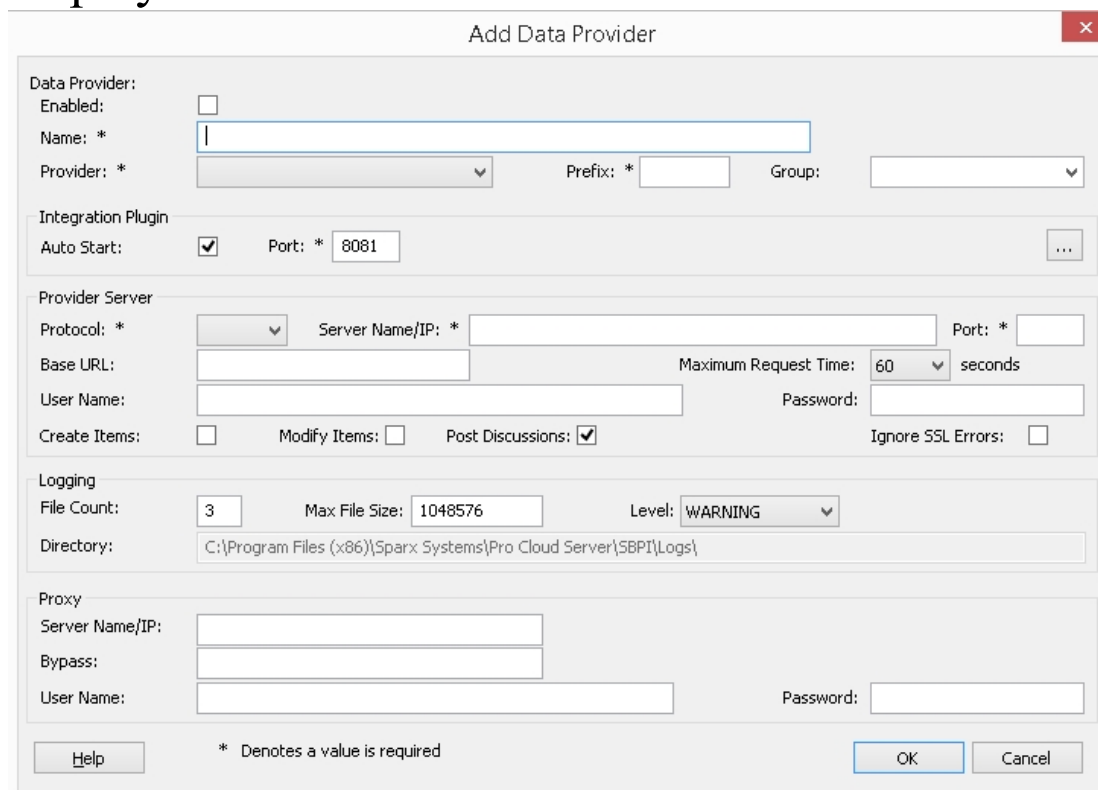 Add Data Provider
Data Provider:
Enabled:
Name: *
Provider: * Prefix: * Group:
Integration Plugin
Auto Start: Port: * 8081 ...
Provider Server
Protocol: * Server Name/IP: * Port: *
Base URL: Maximum Request Time: 60 seconds
User Name: Password:
Create Items: Modify Items: Post Discussions: Ignore SSL Errors:
Logging
File Count: 3 Max File Size: 1048576 Level: WARNING
Directory: C:\Program Files (x86)\Sparx Systems\Pro Cloud Server\SBPI\Logs\
Proxy
Server Name/IP:
Bypass:
User Name: Password:
Help * Denotes a value is required OK Cancel